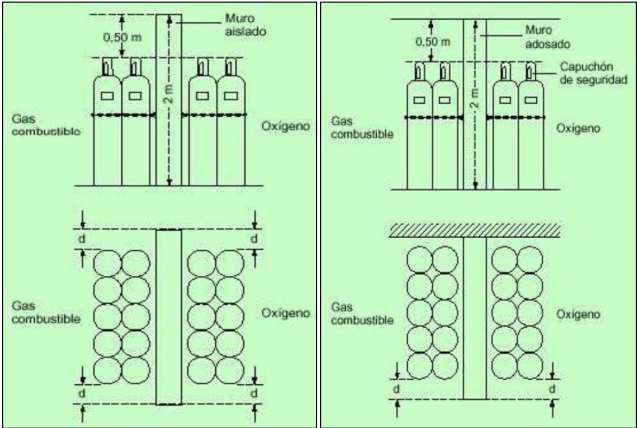 Muro
aislado
0,50 m
2 m
Gas
combustible
Oxígeno
d
d
Gas
combustible
Oxígeno
d
d
Muro
adosado
0,50 m
Capuchón
de seguridad
2 m
Gas
combustible
Oxígeno
Gas
combustible
Oxígeno
d
d